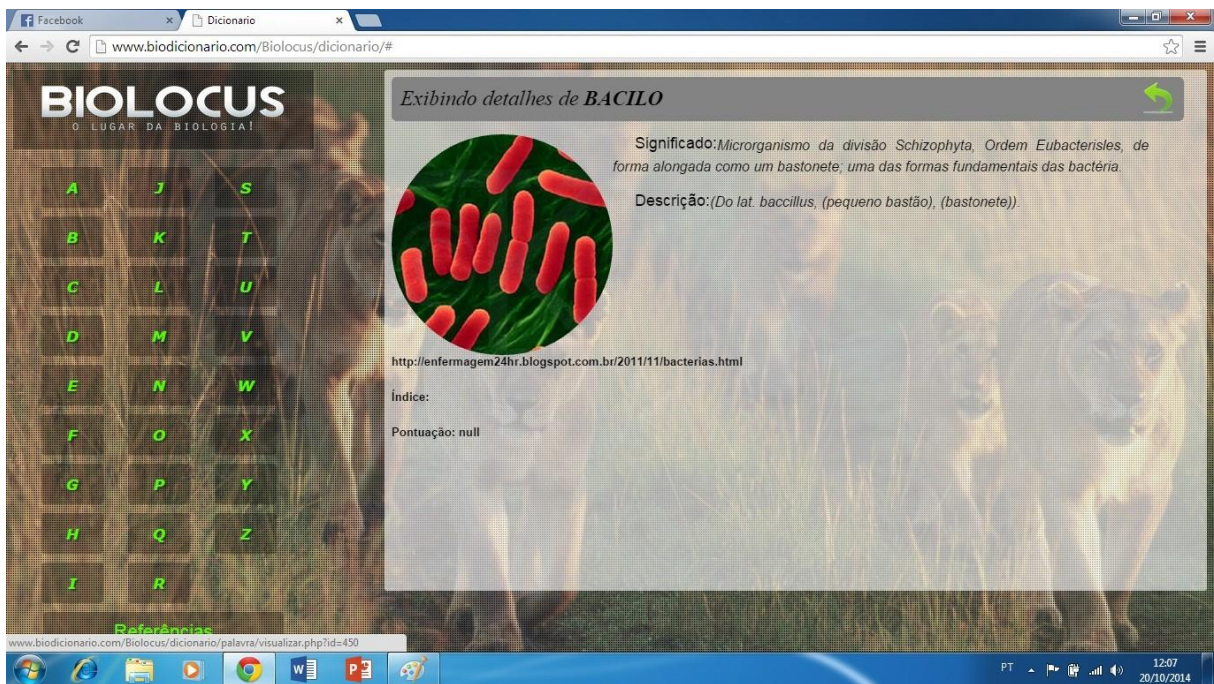 Facebook
Dicionario
www.biodicionario.com/Biolocus/dicionario/#
BIOLOCUS
O LUGAR DA BIOLOGIA!
A J S
B K T
C L U
D M V
E N W
F O X
G P Y
H Q Z
I R
Referências
Exibindo detalhes de BACILO
Significado:Microrganismo da divisão Schizophyta, Ordem Eubacterisles, de
forma alongada como um bastonete; uma das formas fundamentais das bactéria.
Descrição:(Do lat. baccillus, (pequeno bastão), (bastonete)).
http://enfermagem24hr.blogspot.com.br/2011/11/bacterias.html
Índice:
Pontuação: null
www.biodicionario.com/Biolocus/dicionario/palavra/visualizar.php?id=450
PT
12:07
20/10/2014